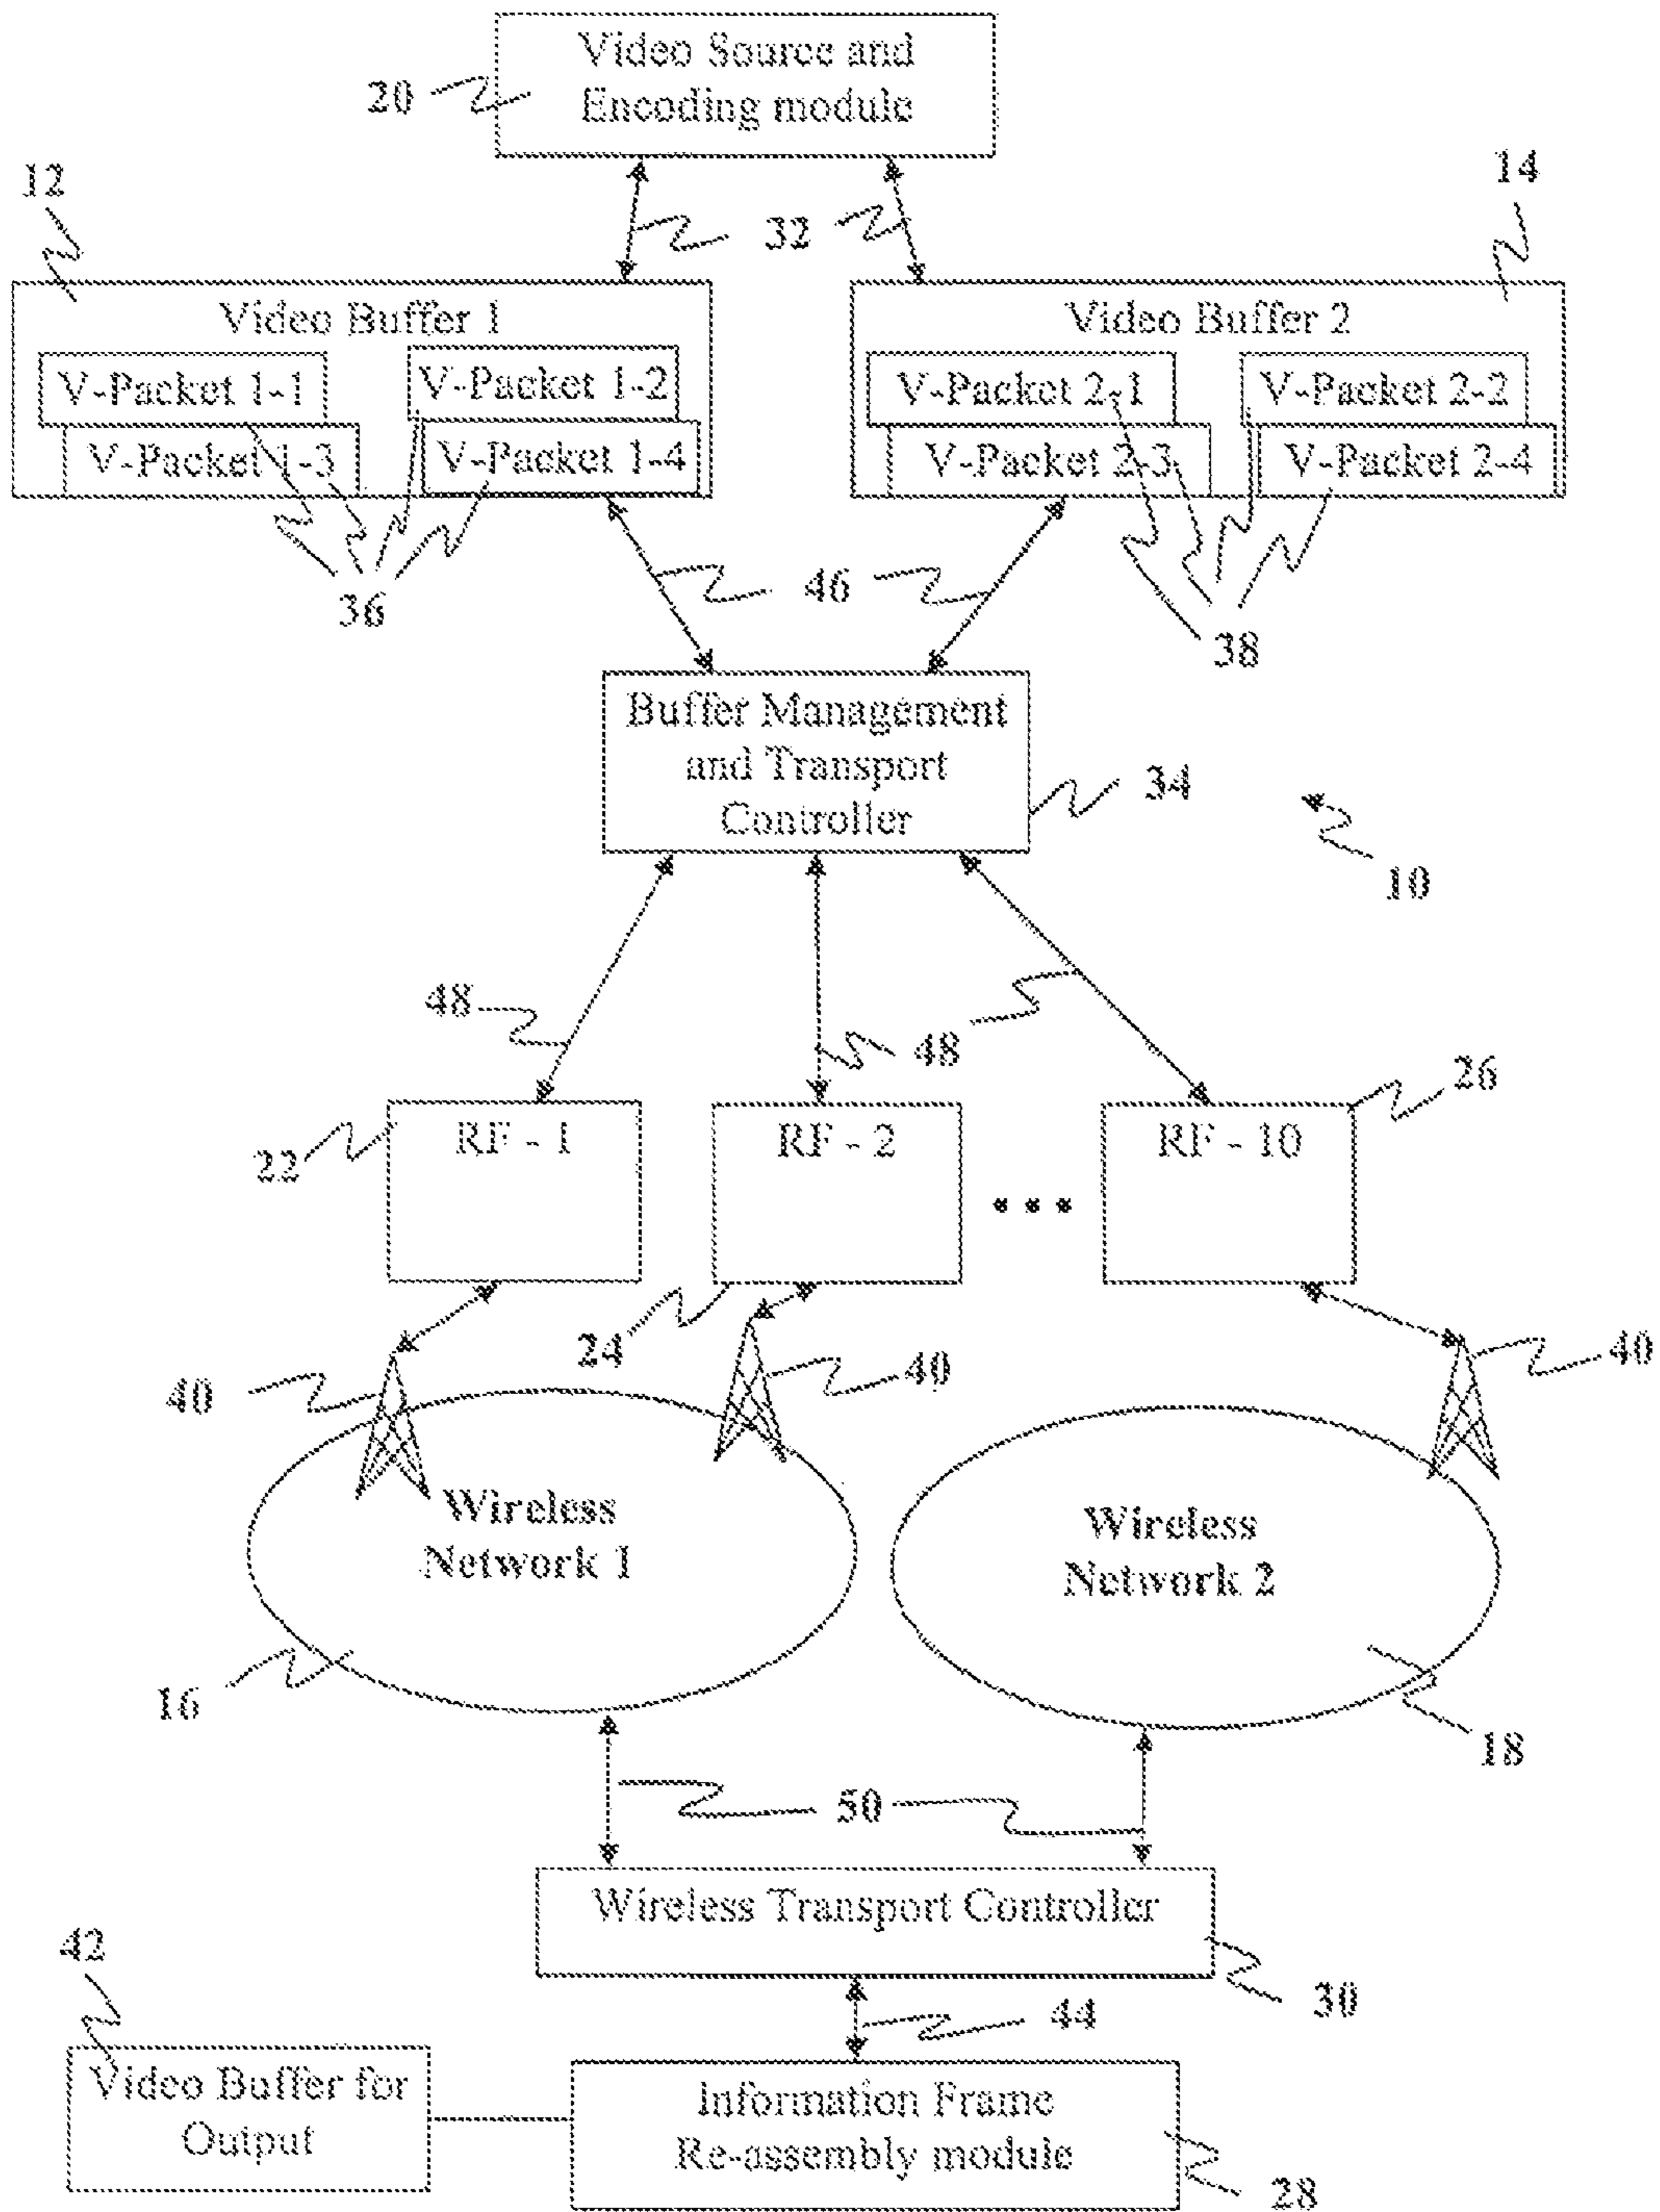 Video Source and
Encoding module
20
12
14
32
Video Buffer 1
Video Buffer 2
V-Packet 1-1
V-Packet 1-2
V-Packet 2-1
V-Packet 2-2
V-Packet 1-3
V-Packet 1-4
V-Packet 2-3
V-Packet 2-4
36
46
38
Buffer Management
and Transport
Controller
34
10
48
48
26
RF - 1
RF - 2
RF - 10
22
24
40
40
40
Wireless
Network 1
Wireless
Network 2
16
18
50
Wireless Transport Controller
42
30
44
Video Buffer for
Output
Information Frame
Re-assembly module
28